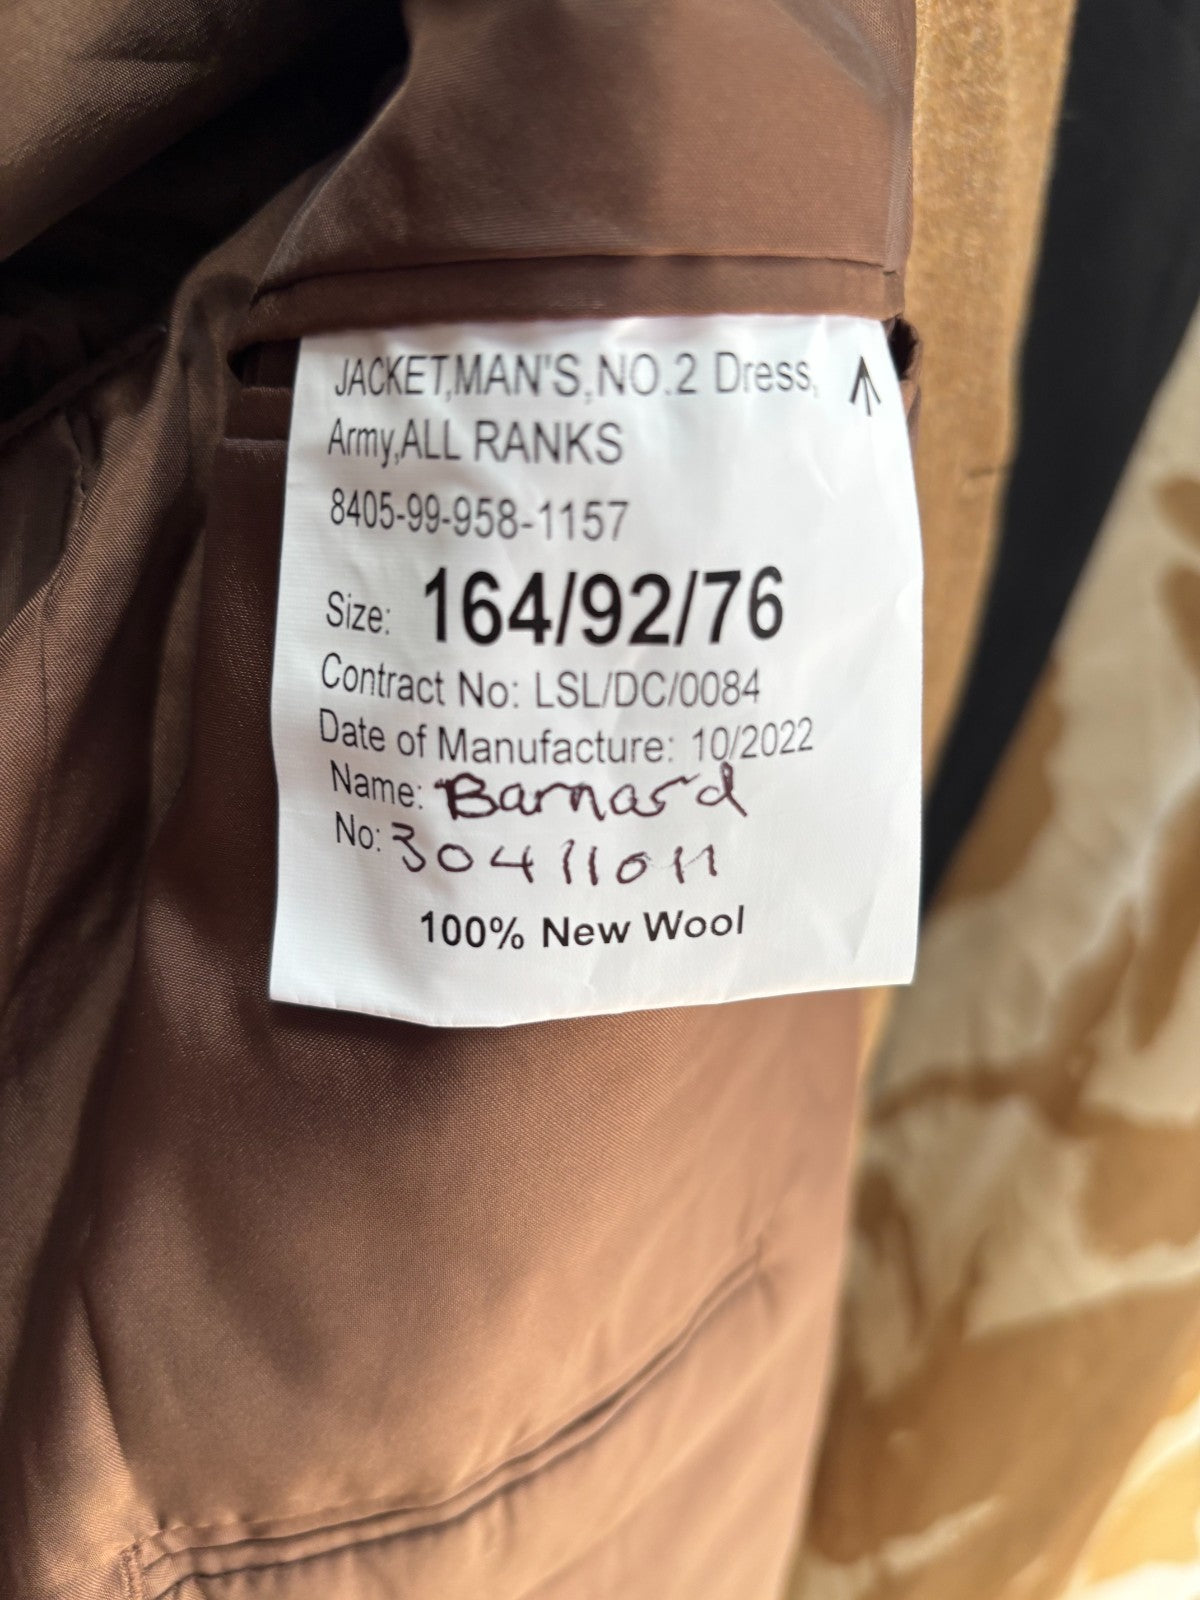 JACKET,MAN'S,NO.2 Dress,
Army,ALL RANKS
8405-99-958-1157
Size: 164/92/76
Contract No: LSL/DC/0084
Date of Manufacture: 10/2022
Name: Barnard
No: 30411011
100% New Wool